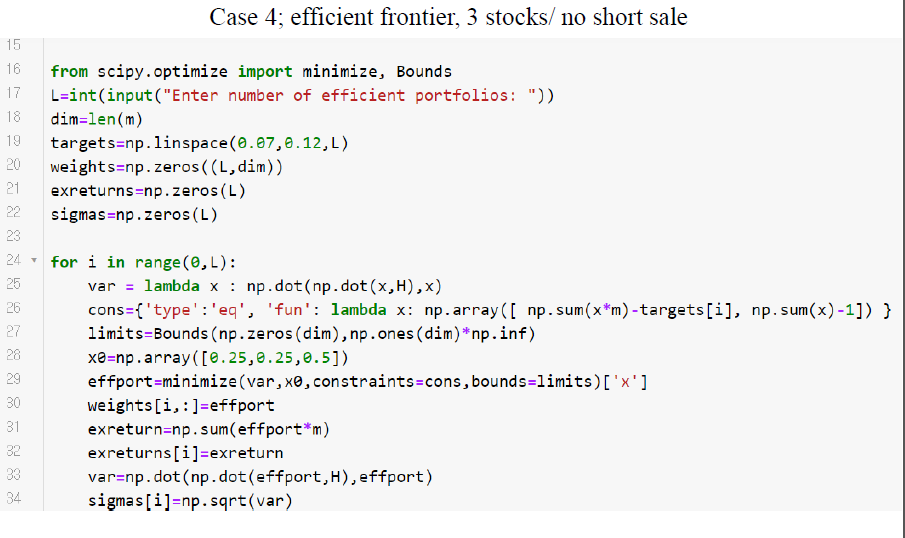 Case 4; efficient frontier, 3 stocks/ no short sale
15
16 from scipy.optimize import minimize, Bounds
17 L=int(input("Enter number of efficient portfolios: "))
18 dim=len(m)
19 targets=np.linspace(0.07,0.12,L)
20 weights=np.zeros((L,dim))
21 exreturns=np.zeros(L)
22 sigmas=np.zeros(L)
23
24 for i in range(0,L):
25     var = lambda x : np.dot(np.dot(x,H),x)
26     cons={'type':'eq', 'fun': lambda x: np.array([ np.sum(x*m)-targets[i], np.sum(x)-1]) }
27     limits=Bounds(np.zeros(dim),np.ones(dim)*np.inf)
28     x0=np.array([0.25,0.25,0.5])
29     effport=minimize(var,x0,constraints=cons,bounds=limits)['x']
30     weights[i,:]=effport
31     exreturn=np.sum(effport*m)
32     exreturns[i]=exreturn
33     var=np.dot(np.dot(effport,H),effport)
34     sigmas[i]=np.sqrt(var)